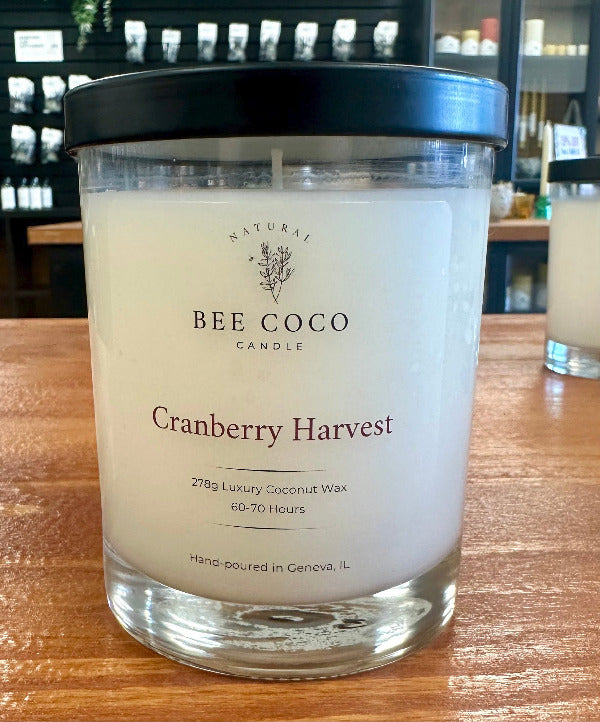 NATURAL
BEE COCO
CANDLE
Cranberry Harvest
278g Luxury Coconut Wax
60-70 Hours
Hand-poured in Geneva, IL